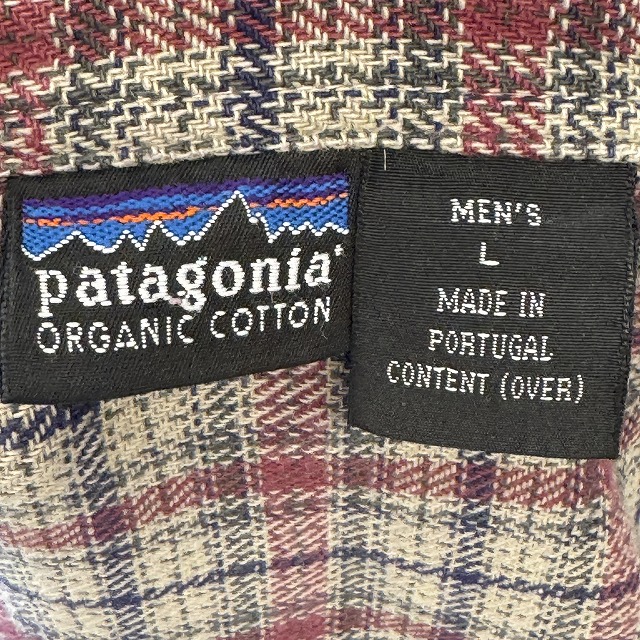 patagonia®
ORGANIC COTTON
MEN'S
L
MADE IN
PORTUGAL
CONTENT (OVER)